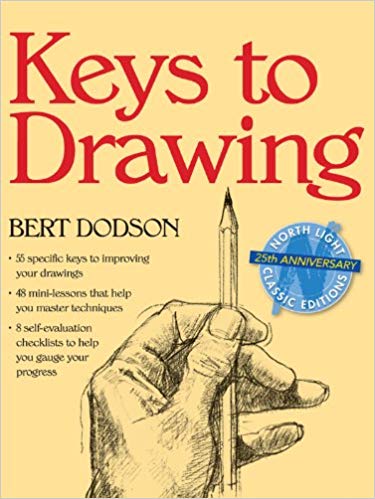 Keys to
Drawing
BERT DODSON
• 55 specific keys to improving
your drawings
• 48 mini-lessons that help
you master techniques
• 8 self-evaluation
checklists to help
you gauge your
progress
NORTH LIGHT
25th ANNIVERSARY
CLASSIC EDITIONS